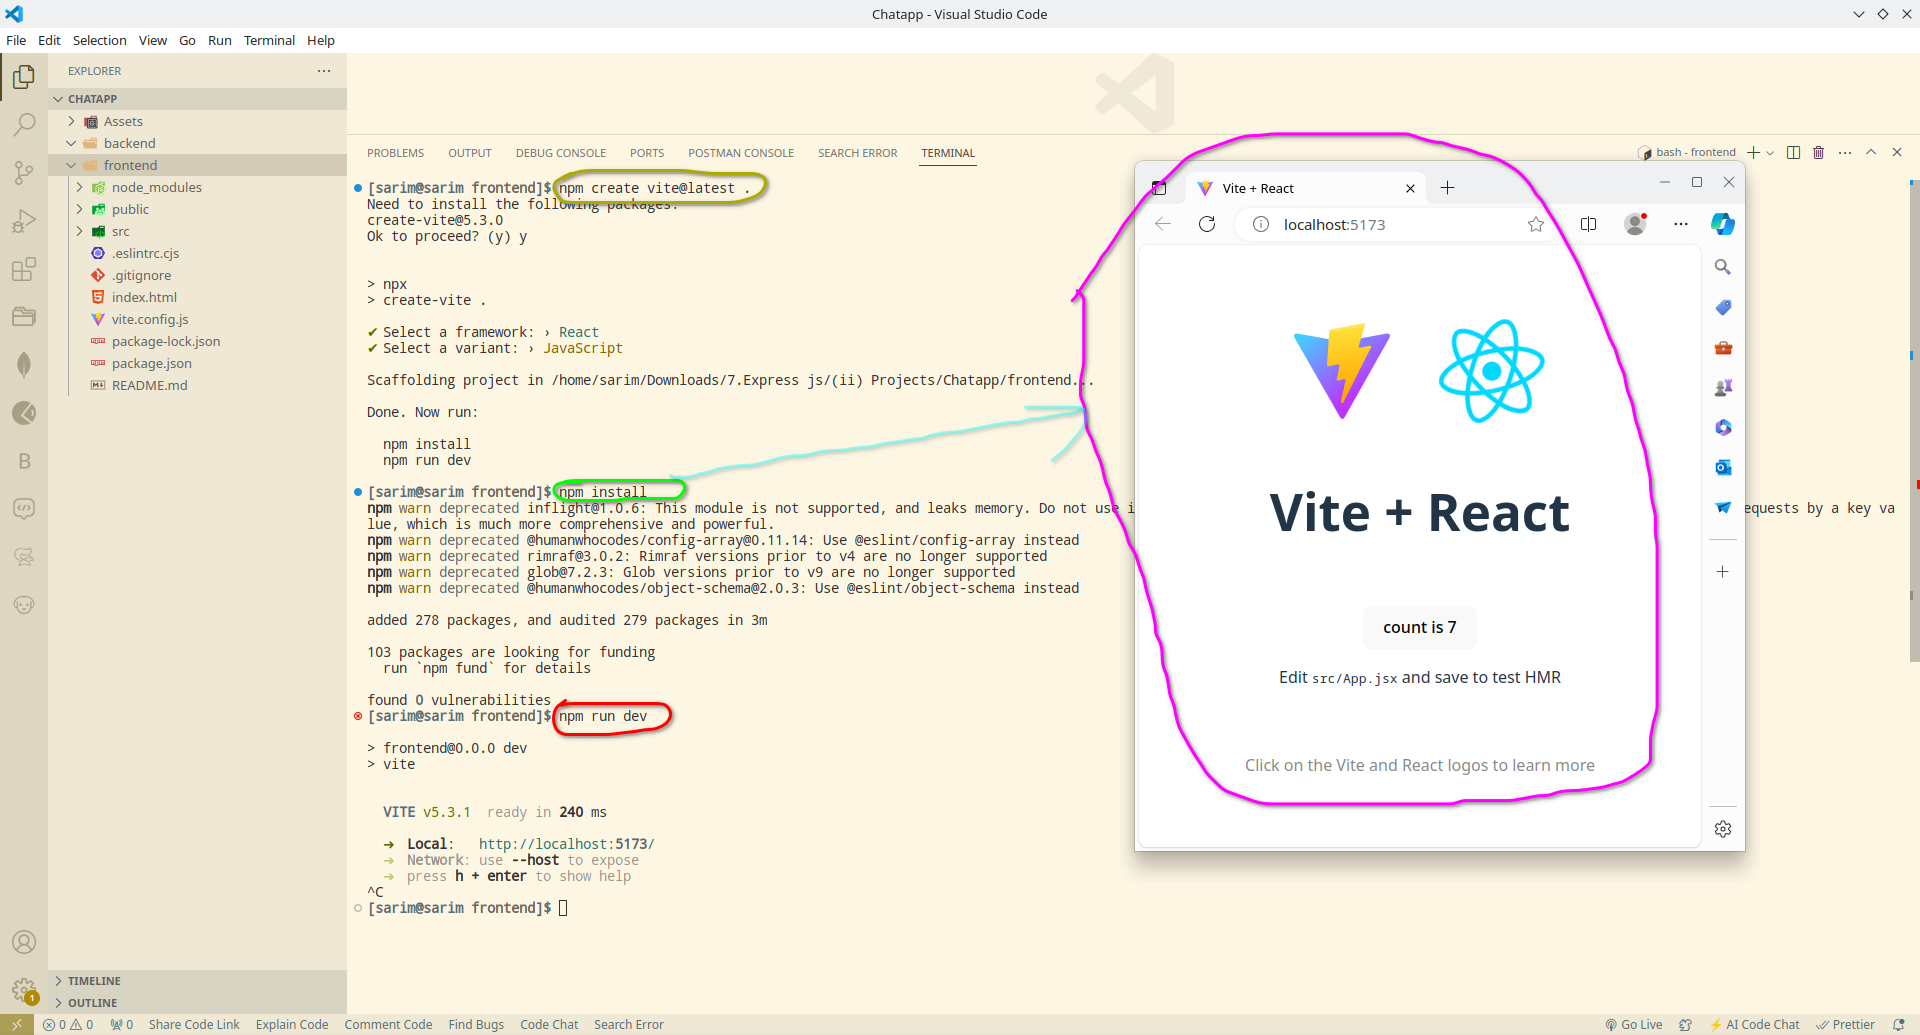 Chatapp - Visual Studio Code
File Edit Selection View Go Run Terminal Help
EXPLORER
CHATAPP
Assets
backend
frontend
node_modules
public
src
.eslintrc.cjs
.gitignore
index.html
vite.config.js
package-lock.json
package.json
README.md
TIMELINE
OUTLINE
PROBLEMS OUTPUT DEBUG CONSOLE PORTS POSTMAN CONSOLE SEARCH ERROR TERMINAL
bash - frontend
[sarim@sarim frontend]$ npm create vite@latest .
Need to install the following packages:
create-vite@5.3.0
Ok to proceed? (y) y
> npx
> create-vite .
✔ Select a framework: › React
✔ Select a variant: › JavaScript
Scaffolding project in /home/sarim/Downloads/7.Express js/(ii) Projects/Chatapp/frontend...
Done. Now run:
npm install
npm run dev
[sarim@sarim frontend]$ npm install
npm warn deprecated inflight@1.0.6: This module is not supported, and leaks memory. Do not use i
equests by a key va
lue, which is much more comprehensive and powerful.
npm warn deprecated @humanwhocodes/config-array@0.11.14: Use @eslint/config-array instead
npm warn deprecated rimraf@3.0.2: Rimraf versions prior to v4 are no longer supported
npm warn deprecated glob@7.2.3: Glob versions prior to v9 are no longer supported
npm warn deprecated @humanwhocodes/object-schema@2.0.3: Use @eslint/object-schema instead
added 278 packages, and audited 279 packages in 3m
103 packages are looking for funding
run `npm fund` for details
found 0 vulnerabilities
[sarim@sarim frontend]$ npm run dev
> frontend@0.0.0 dev
> vite
VITE v5.3.1 ready in 240 ms
➜ Local: http://localhost:5173/
➜ Network: use --host to expose
➜ press h + enter to show help
^C
[sarim@sarim frontend]$
Vite + React
localhost:5173
Vite + React
count is 7
Edit src/App.jsx and save to test HMR
Click on the Vite and React logos to learn more
B
1
0 0 0 Share Code Link Explain Code Comment Code Find Bugs Code Chat Search Error
Go Live AI Code Chat Prettier